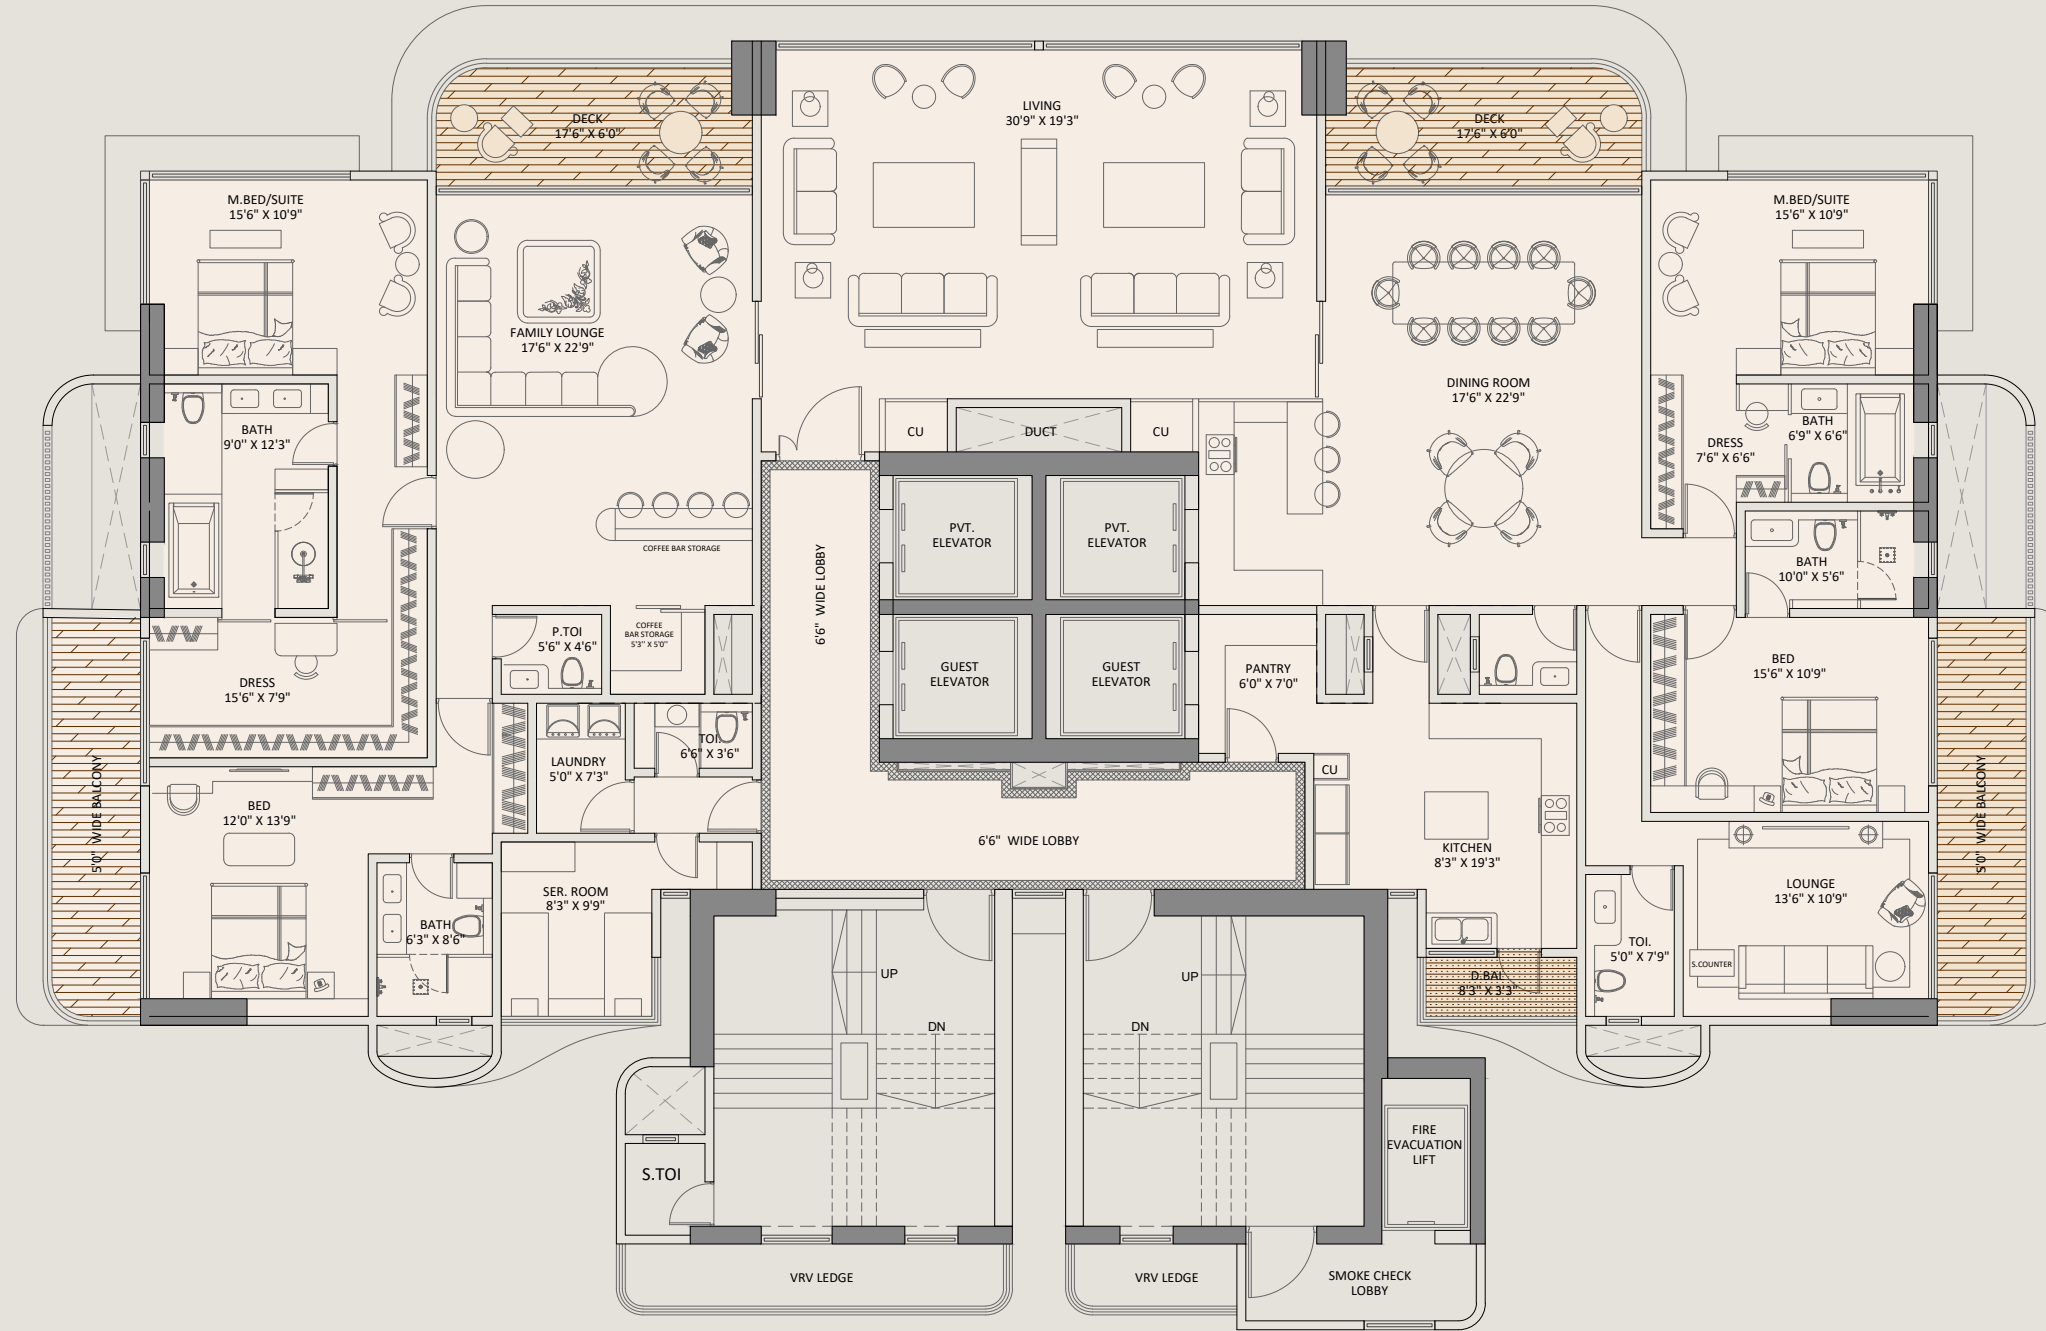 LIVING
30'9" X 19'3"
DECK
17'6" X 6'0"
DECK
17'6" X 6'0"
M.BED/SUITE
15'6" X 10'9"
M.BED/SUITE
15'6" X 10'9"
FAMILY LOUNGE
17'6" X 22'9"
DINING ROOM
17'6" X 22'9"
BATH
9'0" X 12'3"
CU
DUCT
CU
BATH
6'9" X 6'6"
DRESS
7'6" X 6'6"
PVT.
ELEVATOR
PVT.
ELEVATOR
COFFEE BAR STORAGE
BATH
10'0" X 5'6"
6'6" WIDE LOBBY
P.TOI
5'6" X 4'6"
COFFEE
BAR STORAGE
5'3" X 5'0"
GUEST
ELEVATOR
GUEST
ELEVATOR
PANTRY
6'0" X 7'0"
BED
15'6" X 10'9"
DRESS
15'6" X 7'9"
TOI.
6'6" X 3'6"
LAUNDRY
5'0" X 7'3"
CU
5'0" WIDE BALCONY
5'0" WIDE BALCONY
BED
12'0" X 13'9"
6'6" WIDE LOBBY
KITCHEN
8'3" X 19'3"
SER. ROOM
8'3" X 9'9"
LOUNGE
13'6" X 10'9"
BATH
6'3" X 8'6"
TOI.
5'0" X 7'9"
S.COUNTER
UP
UP
D.BAL
8'3" X 3'3"
DN
DN
FIRE
EVACUATION
LIFT
S.TOI
VRV LEDGE
VRV LEDGE
SMOKE CHECK
LOBBY